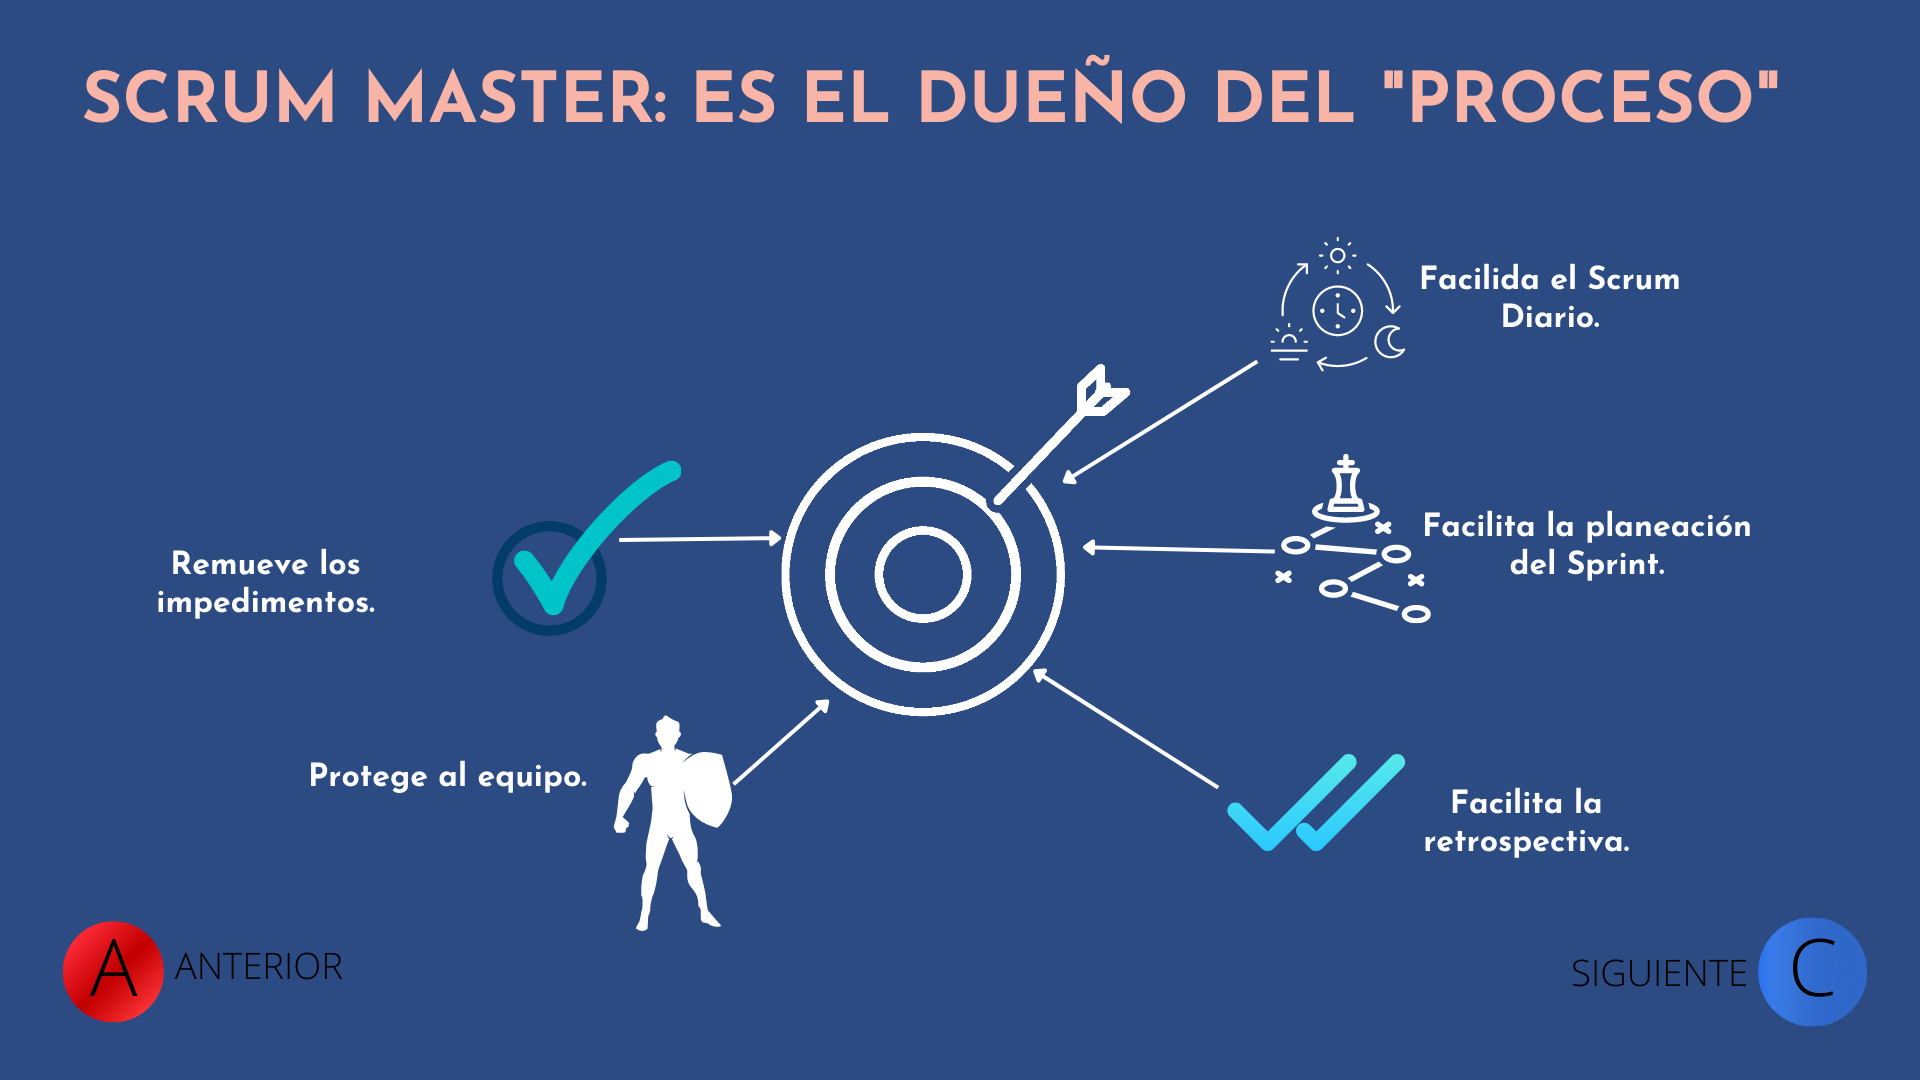 SCRUM MASTER: ES EL DUEÑO DEL "PROCESO"
Facilida el Scrum
Diario.
Facilita la planeación
del Sprint.
Remueve los
impedimentos.
Protege al equipo.
Facilita la
retrospectiva.
A ANTERIOR
SIGUIENTE C